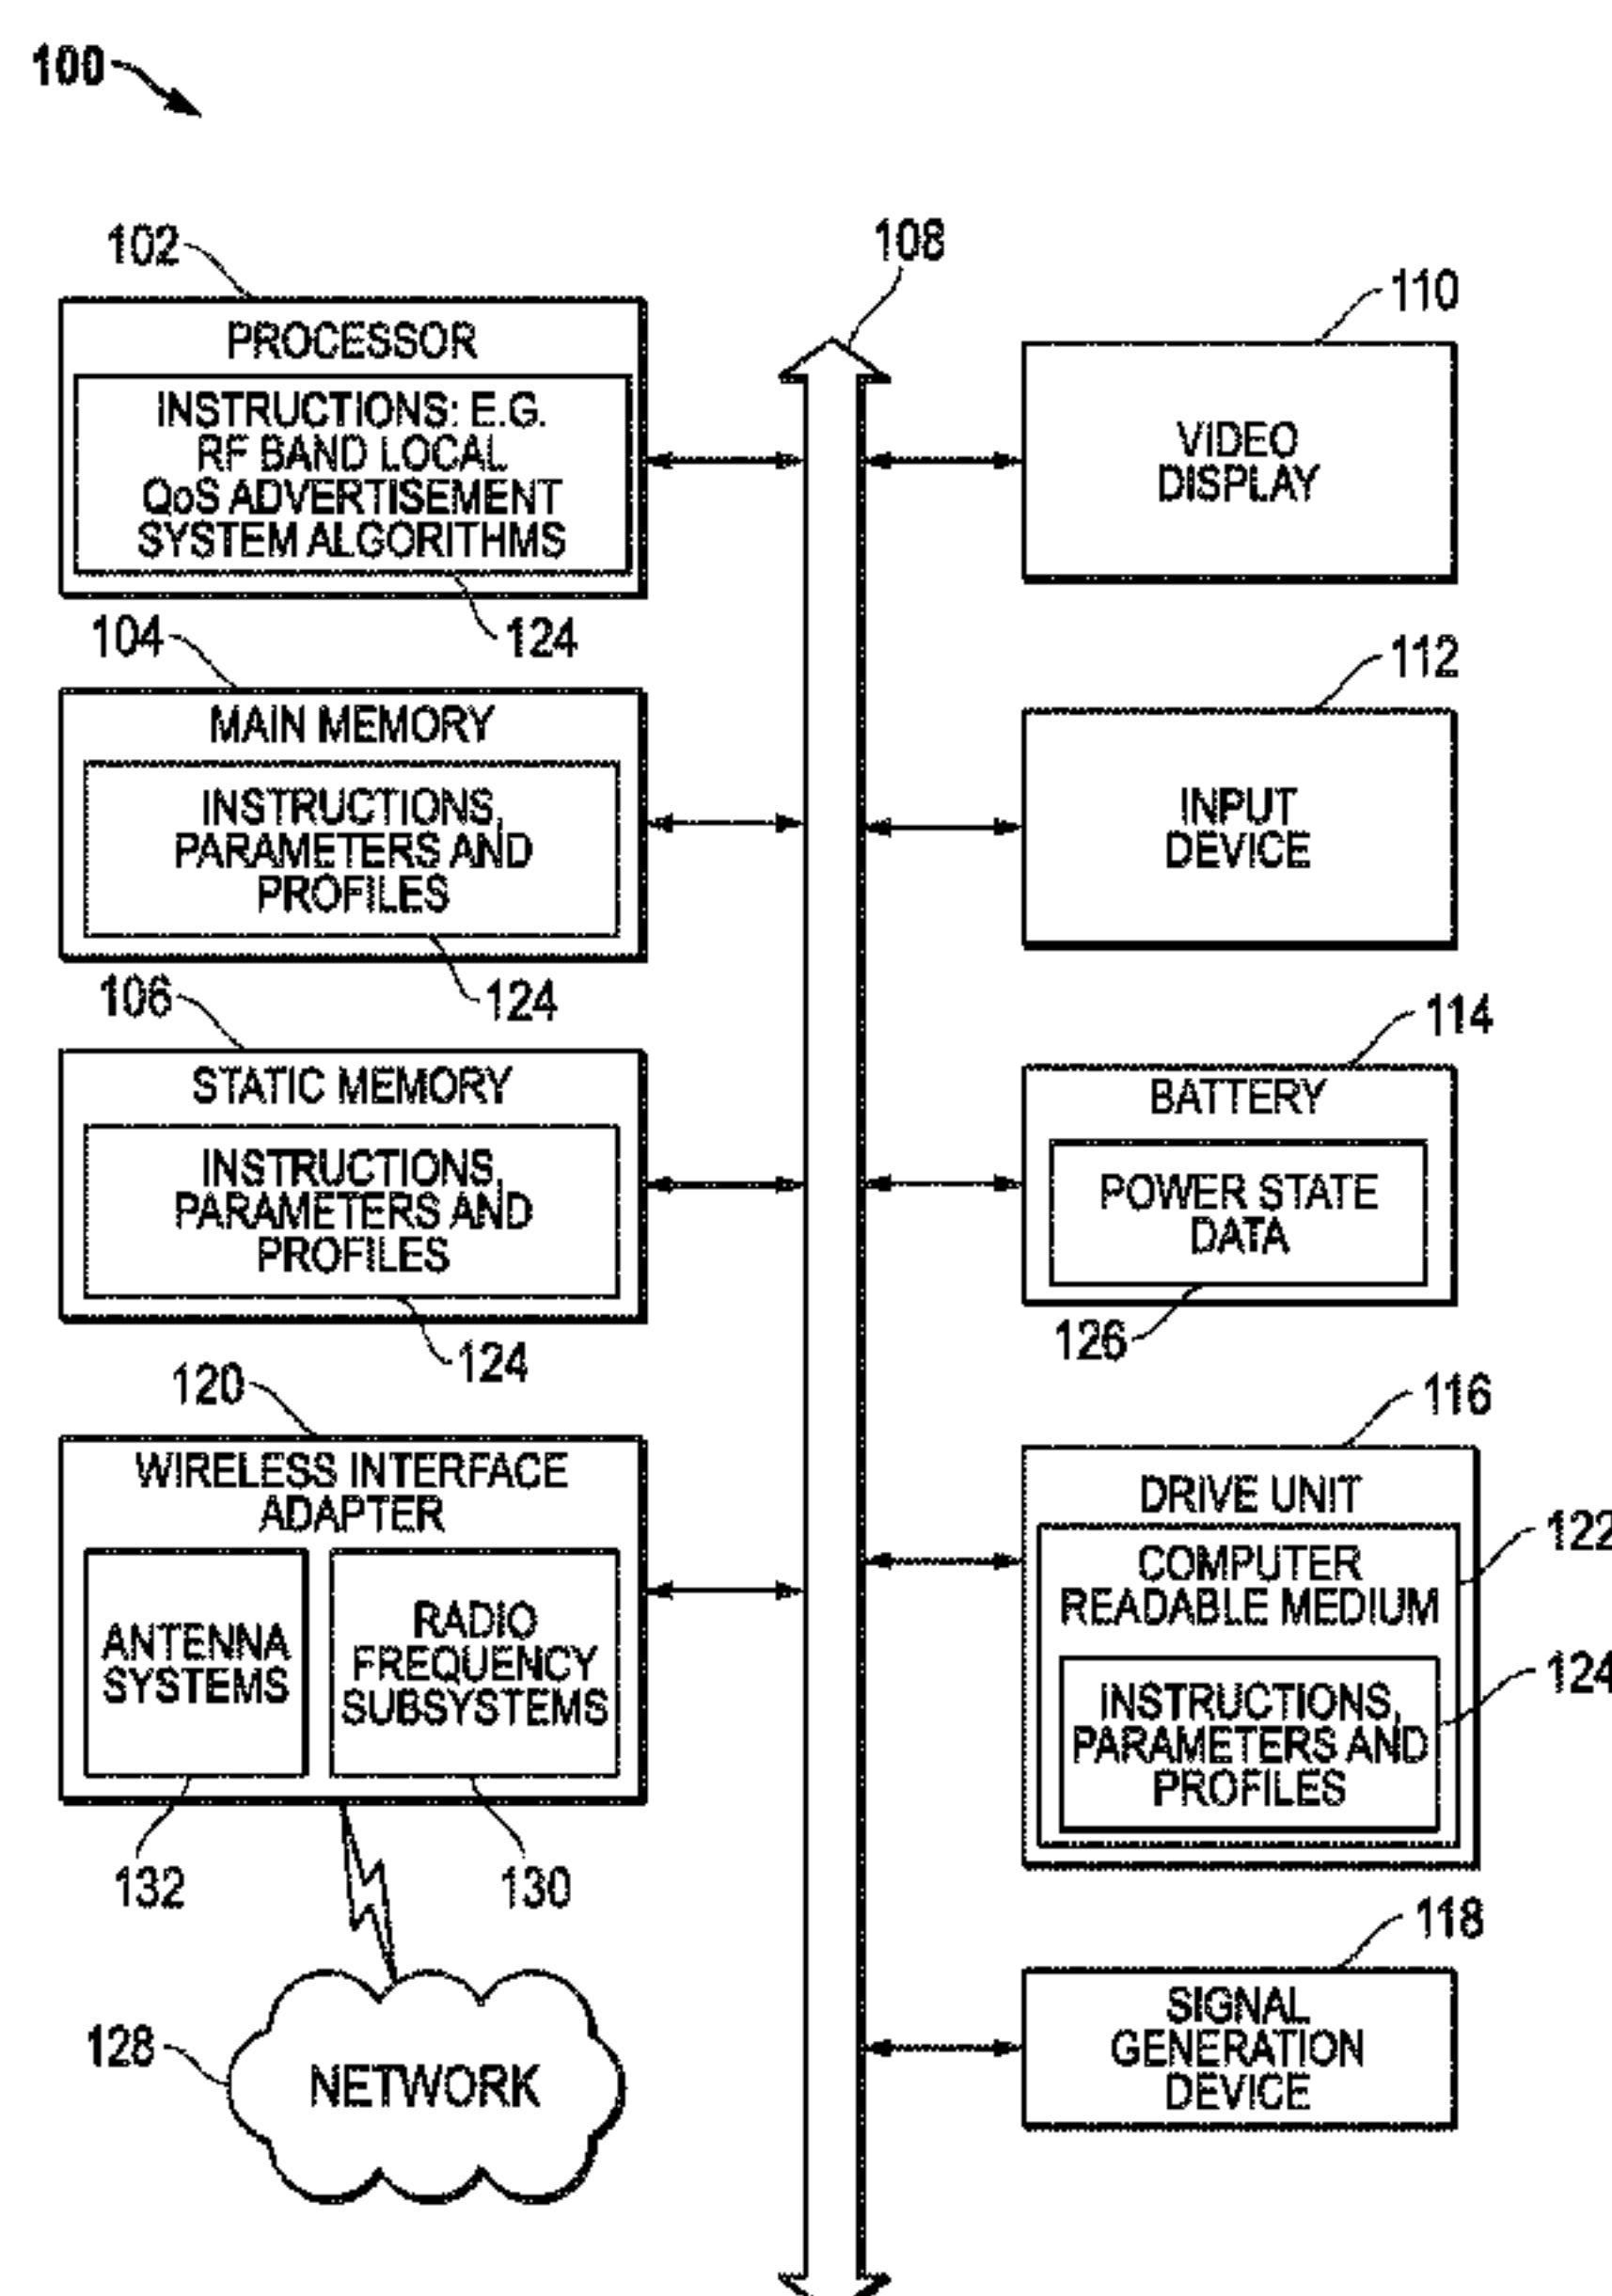 100
102
PROCESSOR
INSTRUCTIONS: E.G.
RF BAND LOCAL
QoS ADVERTISEMENT
SYSTEM ALGORITHMS
124
104
MAIN MEMORY
INSTRUCTIONS,
PARAMETERS AND
PROFILES
124
106
STATIC MEMORY
INSTRUCTIONS,
PARAMETERS AND
PROFILES
124
120
WIRELESS INTERFACE
ADAPTER
ANTENNA
SYSTEMS
RADIO
FREQUENCY
SUBSYSTEMS
132
130
128
NETWORK
108
110
VIDEO
DISPLAY
112
INPUT
DEVICE
114
BATTERY
POWER STATE
DATA
126
116
DRIVE UNIT
122
COMPUTER
READABLE MEDIUM
124
INSTRUCTIONS,
PARAMETERS AND
PROFILES
118
SIGNAL
GENERATION
DEVICE